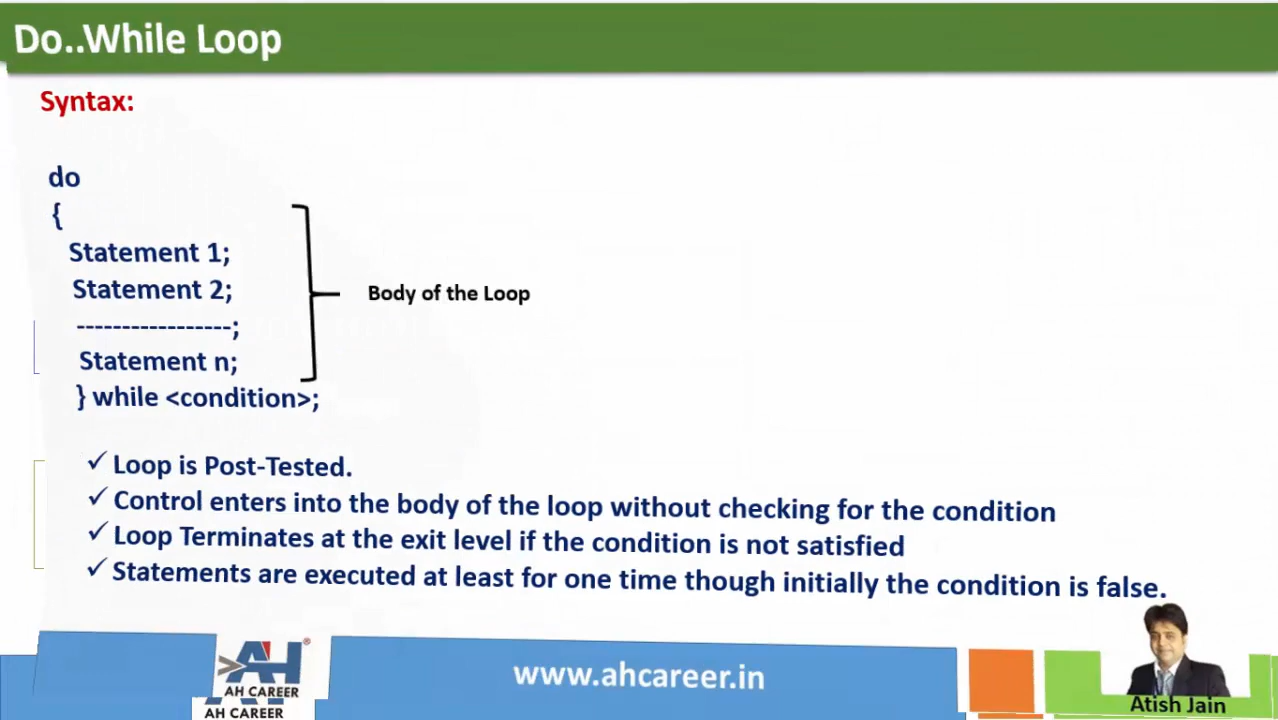 Do..While Loop
Syntax:
do
{
Statement 1;
Statement 2;
Body of the Loop
-----------------;
Statement n;
} while <condition>;
✓ Loop is Post-Tested.
✓ Control enters into the body of the loop without checking for the condition
✓ Loop Terminates at the exit level if the condition is not satisfied
✓ Statements are executed at least for one time though initially the condition is false.
AH
®
AH CAREER
AH CAREER
www.ahcareer.in
Atish Jain